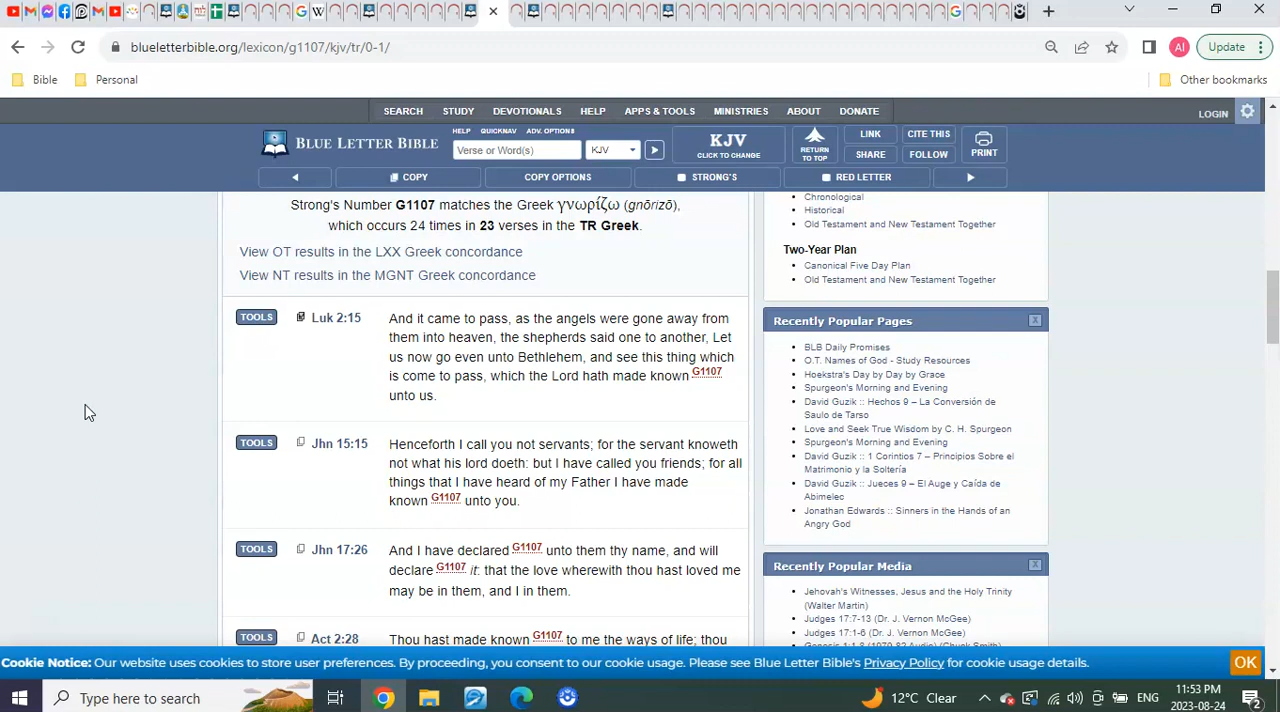 blueletterbible.org/lexicon/g1107/kjv/tr/0-1/
AI
Update
Bible
Personal
Other bookmarks
SEARCH STUDY DEVOTIONALS HELP APPS & TOOLS MINISTRIES ABOUT DONATE
LOGIN
BLUE LETTER BIBLE
HELP QUICKNAV ADV. OPTIONS
Verse or Word(s)
KJV
KJV
CLICK TO CHANGE
RETURN
TO TOP
LINK
CITE THIS
SHARE
FOLLOW
PRINT
COPY
COPY OPTIONS
STRONG'S
RED LETTER
Strong's Number G1107 matches the Greek γνωρίζω (gnōrizō),
which occurs 24 times in 23 verses in the TR Greek.
View OT results in the LXX Greek concordance
View NT results in the MGNT Greek concordance
TOOLS
Luk 2:15
And it came to pass, as the angels were gone away from
them into heaven, the shepherds said one to another, Let
us now go even unto Bethlehem, and see this thing which
is come to pass, which the Lord hath made known G1107
unto us.
TOOLS
Jhn 15:15
Henceforth I call you not servants; for the servant knoweth
not what his lord doeth: but I have called you friends; for all
things that I have heard of my Father I have made
known G1107 unto you.
TOOLS
Jhn 17:26
And I have declared G1107 unto them thy name, and will
declare G1107 it: that the love wherewith thou hast loved me
may be in them, and I in them.
TOOLS
Act 2:28
Thou hast made known G1107 to me the ways of life; thou
Chronological
Historical
Old Testament and New Testament Together
Two-Year Plan
Canonical Five Day Plan
Old Testament and New Testament Together
Recently Popular Pages
X
BLB Daily Promises
O.T. Names of God - Study Resources
Hoekstra's Day by Day by Grace
Spurgeon's Morning and Evening
David Guzik :: Hechos 9 – La Conversión de
Saulo de Tarso
Love and Seek True Wisdom by C. H. Spurgeon
Spurgeon's Morning and Evening
David Guzik :: 1 Corintios 7 – Principios Sobre el
Matrimonio y la Soltería
David Guzik :: Jueces 9 – El Auge y Caída de
Abimelec
Jonathan Edwards :: Sinners in the Hands of an
Angry God
Recently Popular Media
X
Jehovah's Witnesses, Jesus and the Holy Trinity
(Walter Martin)
Judges 17:7-13 (Dr. J. Vernon McGee)
Judges 17:1-6 (Dr. J. Vernon McGee)
Genesis 1:1-8 (1979-82 Audio) (Chuck Smith)
Cookie Notice: Our website uses cookies to store user preferences. By proceeding, you consent to our cookie usage. Please see Blue Letter Bible's Privacy Policy for cookie usage details.
OK
Type here to search
12°C Clear
ENG
11:53 PM
2023-08-24
2